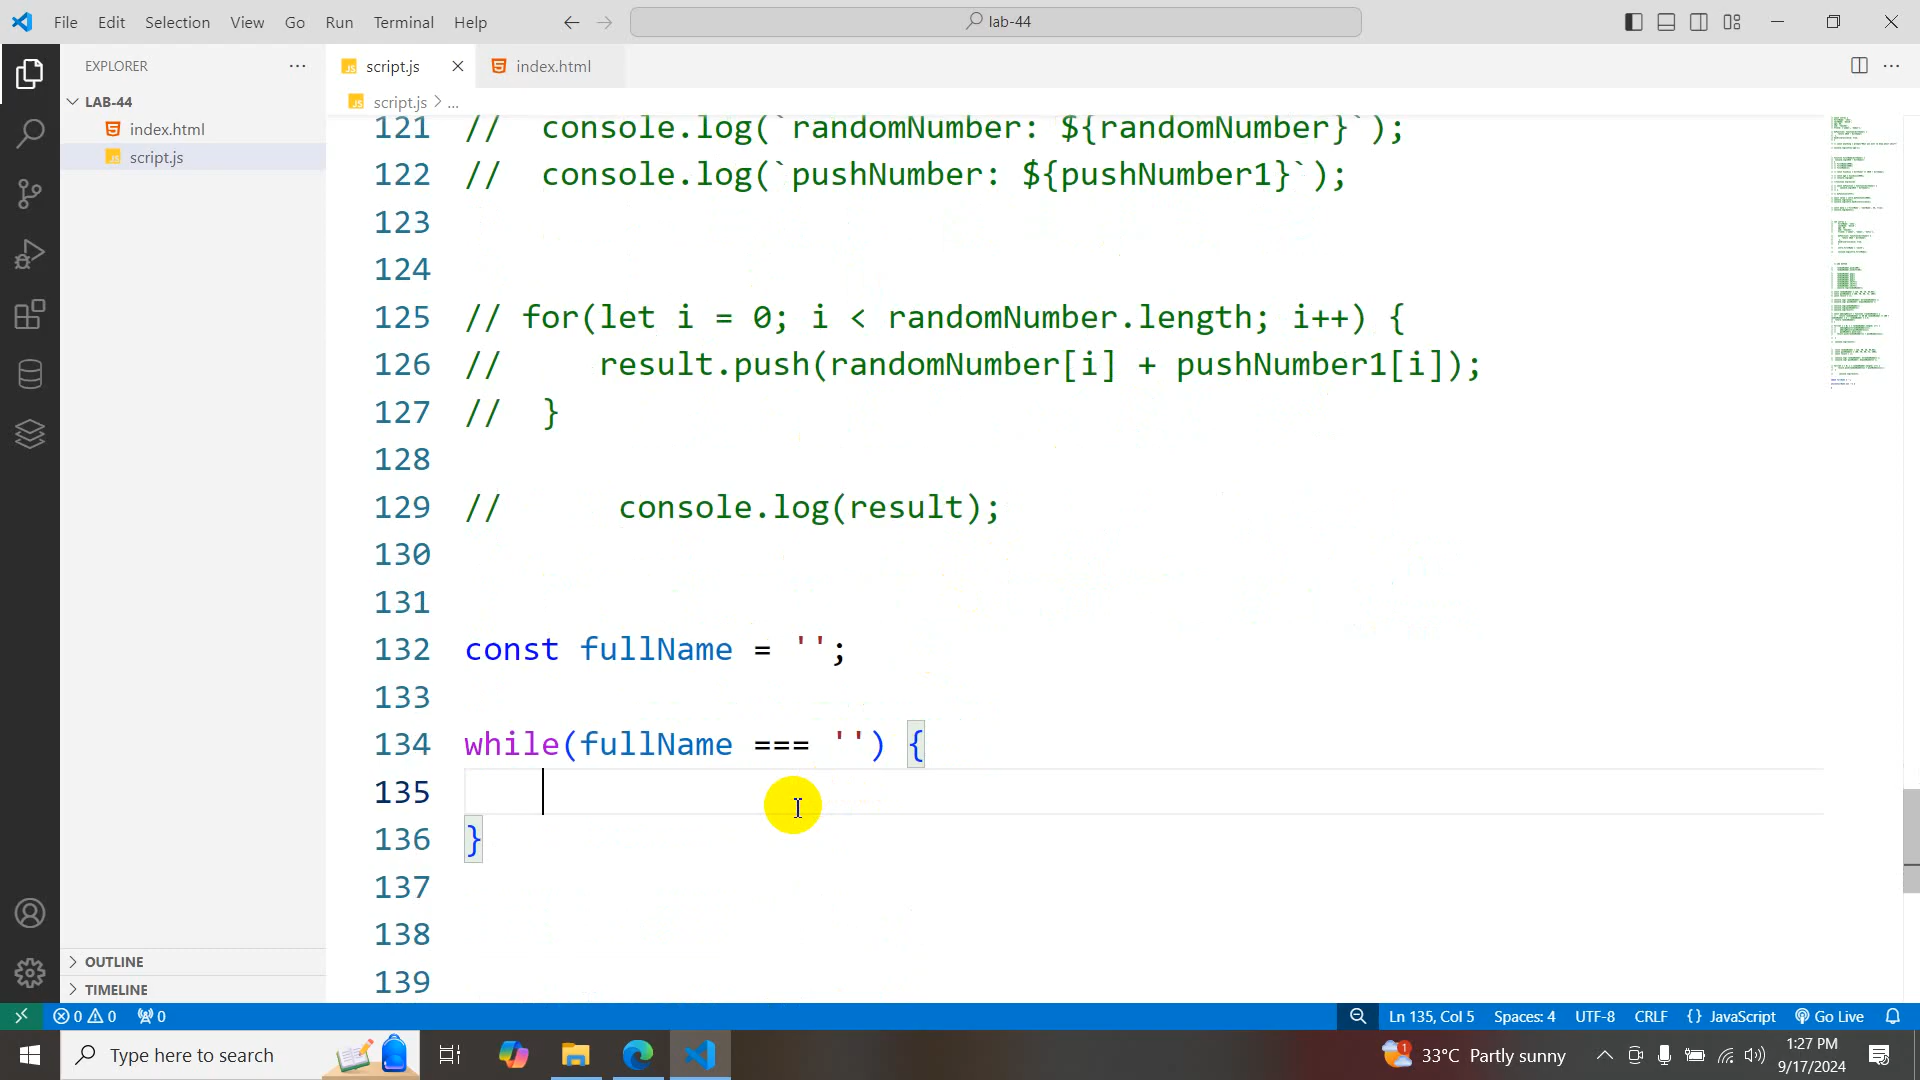 File Edit Selection View Go Run Terminal Help lab-44
EXPLORER
LAB-44
index.html
script.js
OUTLINE
TIMELINE
script.js index.html
script.js > ...
121 //  console.log(`randomNumber: ${randomNumber}`);
122 //  console.log(`pushNumber: ${pushNumber1}`);
123
124
125 // for(let i = 0; i < randomNumber.length; i++) {
126 //     result.push(randomNumber[i] + pushNumber1[i]);
127 //  }
128
129 //      console.log(result);
130
131
132 const fullName = '';
133
134 while(fullName === '') {
135
136 }
137
138
139
0 0 0 Ln 135, Col 5 Spaces: 4 UTF-8 CRLF {} JavaScript Go Live
Type here to search 1 33°C Partly sunny 1:27 PM
9/17/2024